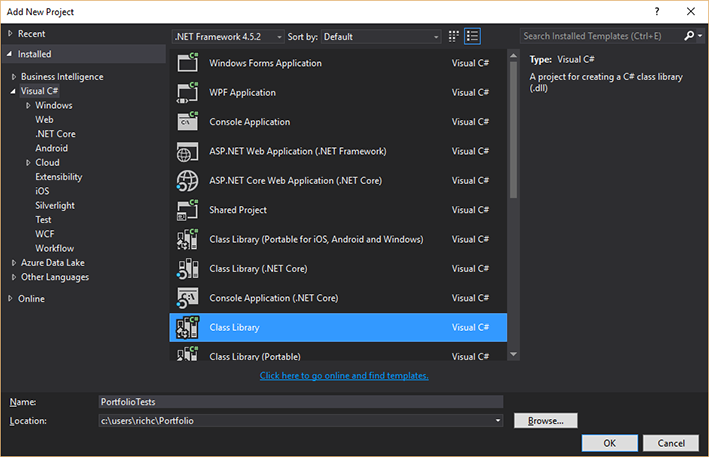 Add New Project
? X
Recent
Installed
Business Intelligence
Visual C#
Windows
Web
.NET Core
Android
Cloud
Extensibility
iOS
Silverlight
Test
WCF
Workflow
Azure Data Lake
Other Languages
Online
.NET Framework 4.5.2 Sort by: Default
Windows Forms Application Visual C#
WPF Application Visual C#
Console Application Visual C#
ASP.NET Web Application (.NET Framework) Visual C#
ASP.NET Core Web Application (.NET Core) Visual C#
Shared Project Visual C#
Class Library (Portable for iOS, Android and Windows) Visual C#
Class Library (.NET Core) Visual C#
Console Application (.NET Core) Visual C#
Class Library Visual C#
Class Library (Portable) Visual C#
Click here to go online and find templates.
Search Installed Templates (Ctrl+E)
Type: Visual C#
A project for creating a C# class library
(.dll)
Name: PortfolioTests
Location: c:\users\richc\Portfolio
Browse...
OK Cancel